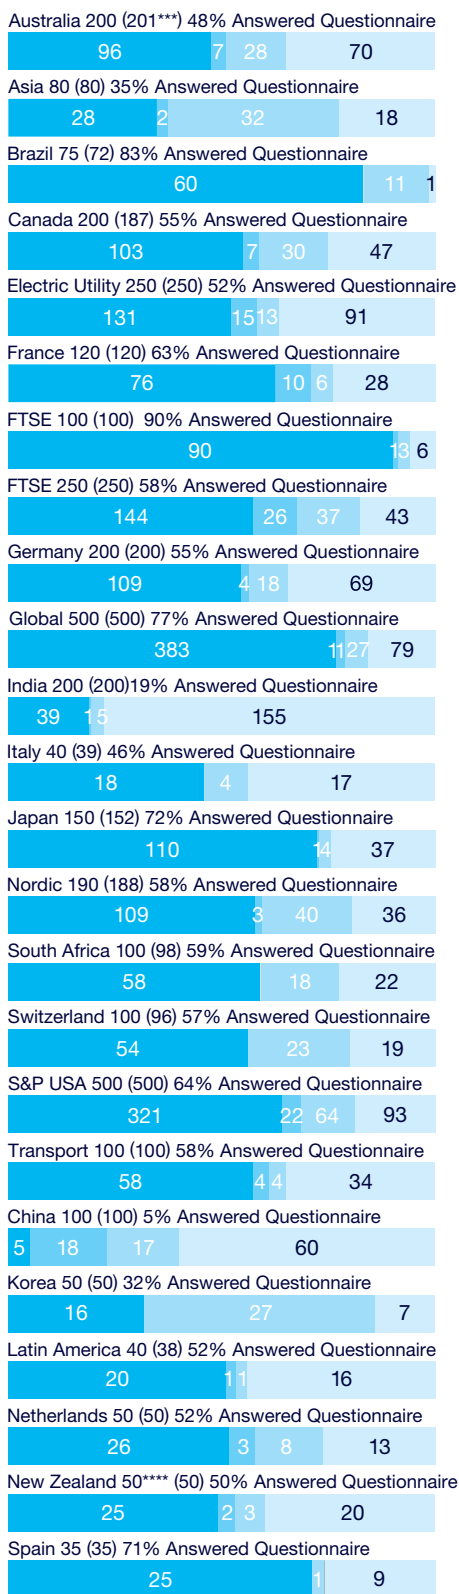 Australia 200 (201***) 48% Answered Questionnaire
96 7 28 70
Asia 80 (80) 35% Answered Questionnaire
28 2 32 18
Brazil 75 (72) 83% Answered Questionnaire
60 11 1
Canada 200 (187) 55% Answered Questionnaire
103 7 30 47
Electric Utility 250 (250) 52% Answered Questionnaire
131 15 13 91
France 120 (120) 63% Answered Questionnaire
76 10 6 28
FTSE 100 (100) 90% Answered Questionnaire
90 1 3 6
FTSE 250 (250) 58% Answered Questionnaire
144 26 37 43
Germany 200 (200) 55% Answered Questionnaire
109 4 18 69
Global 500 (500) 77% Answered Questionnaire
383 11 27 79
India 200 (200)19% Answered Questionnaire
39 1 5 155
Italy 40 (39) 46% Answered Questionnaire
18 4 17
Japan 150 (152) 72% Answered Questionnaire
110 1 4 37
Nordic 190 (188) 58% Answered Questionnaire
109 3 40 36
South Africa 100 (98) 59% Answered Questionnaire
58 18 22
Switzerland 100 (96) 57% Answered Questionnaire
54 23 19
S&P USA 500 (500) 64% Answered Questionnaire
321 22 64 93
Transport 100 (100) 58% Answered Questionnaire
58 4 4 34
China 100 (100) 5% Answered Questionnaire
5 18 17 60
Korea 50 (50) 32% Answered Questionnaire
16 27 7
Latin America 40 (38) 52% Answered Questionnaire
20 1 1 16
Netherlands 50 (50) 52% Answered Questionnaire
26 3 8 13
New Zealand 50**** (50) 50% Answered Questionnaire
25 2 3 20
Spain 35 (35) 71% Answered Questionnaire
25 1 9